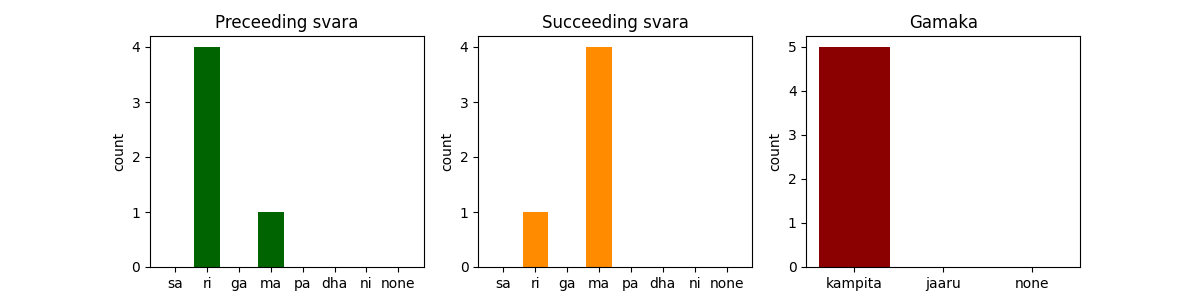 Preceeding svara
count
4
3
2
1
0
sa ri ga ma pa dha ni none
Succeeding svara
count
4
3
2
1
0
sa ri ga ma pa dha ni none
Gamaka
count
5
4
3
2
1
0
kampita jaaru none